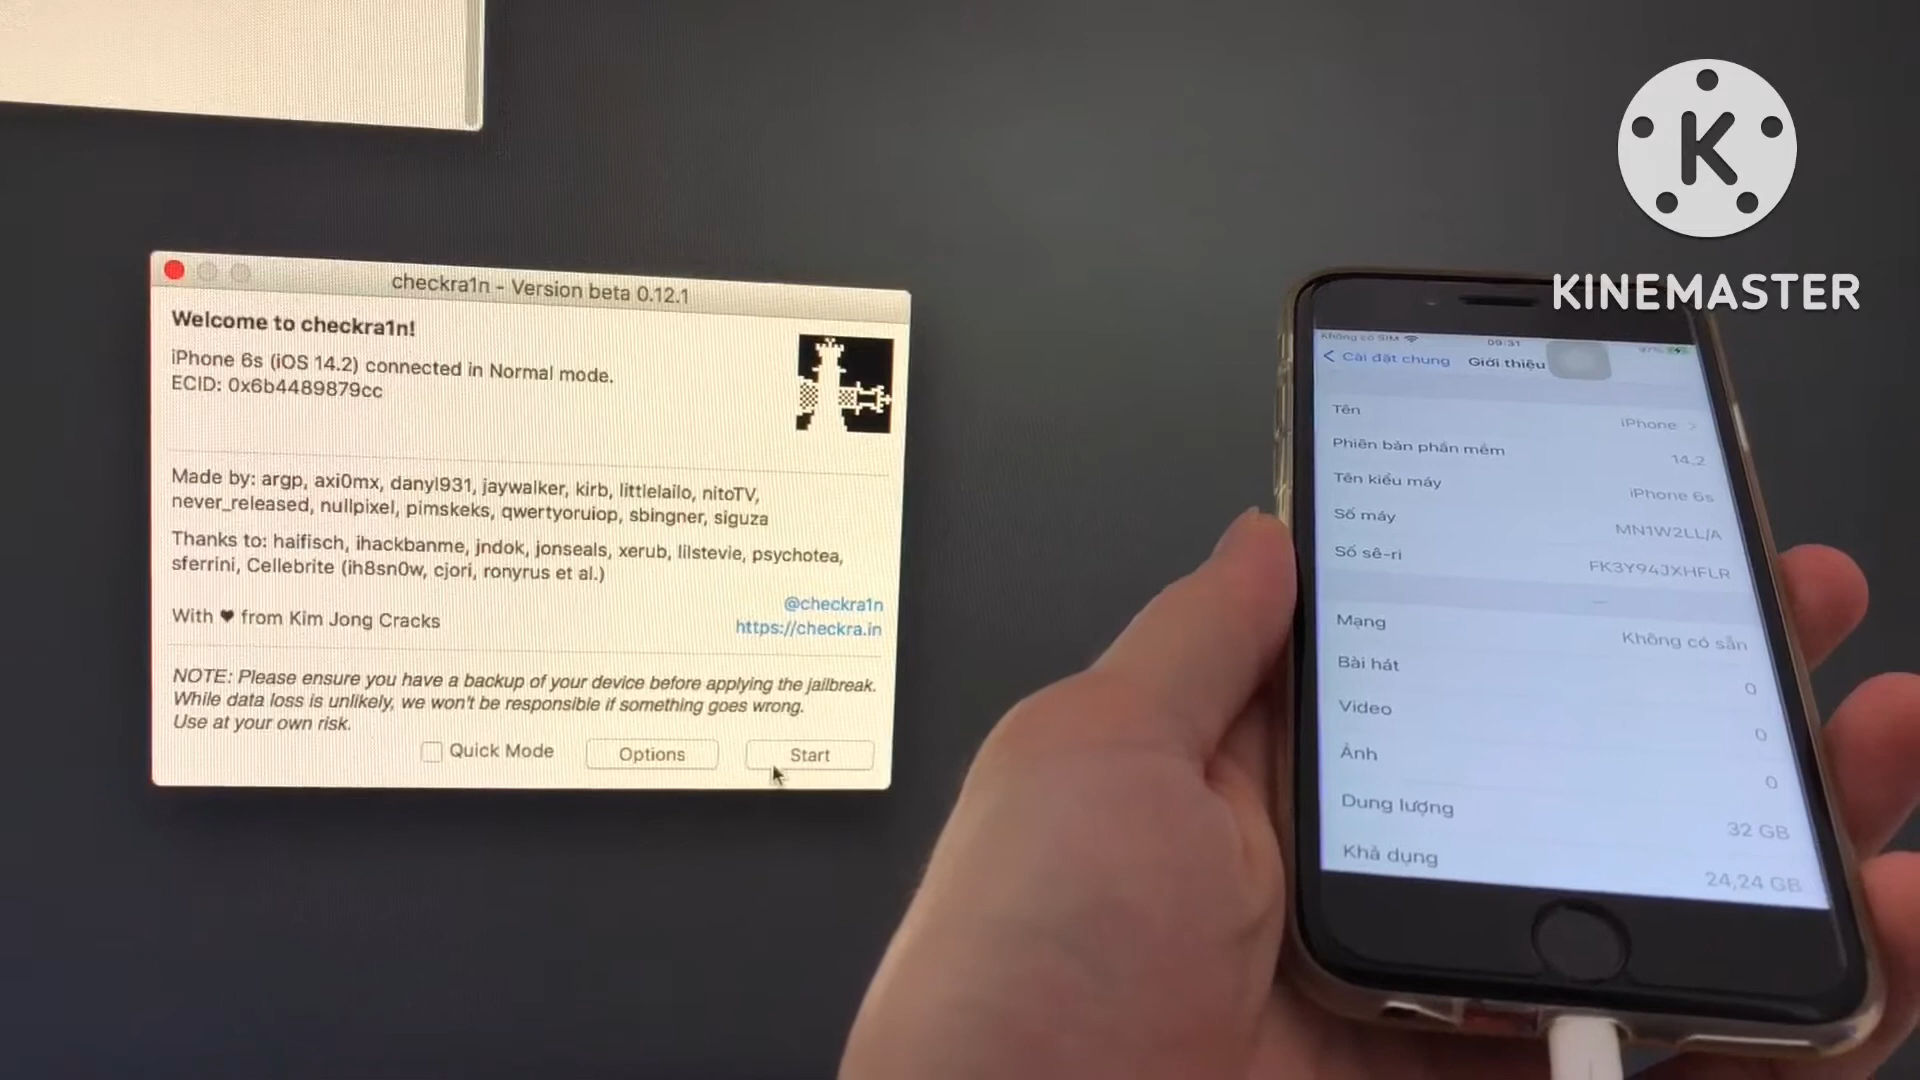 checkra1n - Version beta 0.12.1
Welcome to checkra1n!
iPhone 6s (iOS 14.2) connected in Normal mode.
ECID: 0x6b4489879cc
Made by: argp, axi0mx, danyl931, jaywalker, kirb, littlelailo, nitoTV,
never_released, nullpixel, pimskeks, qwertyoruiop, sbingner, siguza
Thanks to: haifisch, ihackbanme, jndok, jonseals, xerub, lilstevie, psychotea,
sferrini, Cellebrite (ih8sn0w, cjori, ronyrus et al.)
With ❤ from Kim Jong Cracks
@checkra1n
https://checkra.in
NOTE: Please ensure you have a backup of your device before applying the jailbreak.
While data loss is unlikely, we won't be responsible if something goes wrong.
Use at your own risk.
Quick Mode
Options
Start
K
KINEMASTER
Không có SIM 09:31 97%
Cài đặt chung Giới thiệu
Tên iPhone
Phiên bản phần mềm 14.2
Tên kiểu máy iPhone 6s
Số máy MN1W2LL/A
Số sê-ri FK3Y94JXHFLR
Mạng Không có sẵn
Bài hát 0
Video 0
Ảnh 0
Dung lượng 32 GB
Khả dụng 24,24 GB